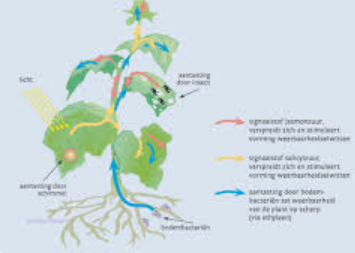 licht
aantasting
door insect
aantasting door
schimmel
bodembacteriën
signaalstof jasmonzuur,
verspreidt zich en stimuleert
vorming weerbaarheidseiwitten
signaalstof salicylzuur,
verspreidt zich en stimuleert
vorming weerbaarheidseiwitten
aantasting door bodem-
bacteriën zet weerbaarheid
van de plant op scherp
(via ethyleen)